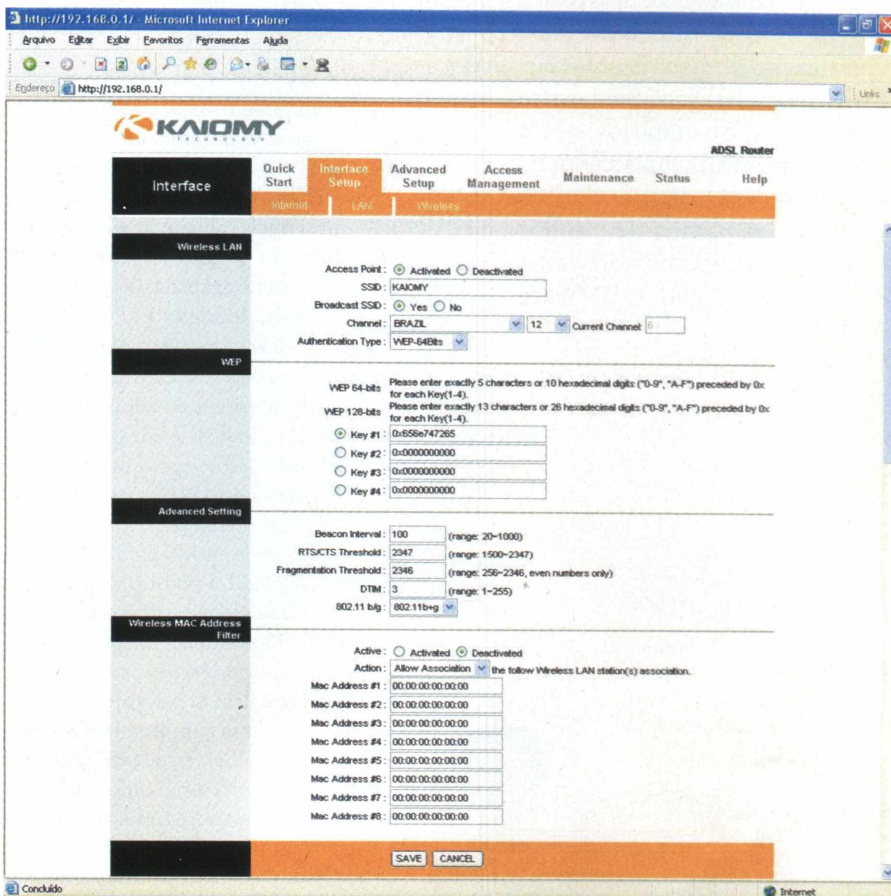 http://192.168.0.1/ - Microsoft Internet Explorer
Arquivo Editar Exibir Favoritos Ferramentas Ajuda
Endereço http://192.168.0.1/ Links
KAIOMY
TECHNOLOGY
ADSL Router
Interface
Quick Start
Interface Setup
Advanced Setup
Access Management
Maintenance
Status
Help
Internet LAN Wireless
Wireless LAN
Access Point : Activated Deactivated
SSID : KAIOMY
Broadcast SSID : Yes No
Channel : BRAZIL 12 Current Channel: 6
Authentication Type : WEP-64Bits
WEP
WEP 64-bits Please enter exactly 5 characters or 10 hexadecimal digits ("0-9", "A-F") preceded by 0x
for each Key(1-4).
WEP 128-bits Please enter exactly 13 characters or 26 hexadecimal digits ("0-9", "A-F") preceded by 0x
for each Key(1-4).
Key #1 : 0x656e747265
Key #2 : 0x0000000000
Key #3 : 0x0000000000
Key #4 : 0x0000000000
Advanced Setting
Beacon Interval : 100 (range: 20~1000)
RTS/CTS Threshold : 2347 (range: 1500~2347)
Fragmentation Threshold : 2346 (range: 256~2346, even numbers only)
DTIM : 3 (range: 1~255)
802.11 b/g : 802.11b+g
Wireless MAC Address
Filter
Active : Activated Deactivated
Action : Allow Association the follow Wireless LAN station(s) association.
Mac Address #1 : 00:00:00:00:00:00
Mac Address #2 : 00:00:00:00:00:00
Mac Address #3 : 00:00:00:00:00:00
Mac Address #4 : 00:00:00:00:00:00
Mac Address #5 : 00:00:00:00:00:00
Mac Address #6 : 00:00:00:00:00:00
Mac Address #7 : 00:00:00:00:00:00
Mac Address #8 : 00:00:00:00:00:00
SAVE CANCEL
Concluído Internet